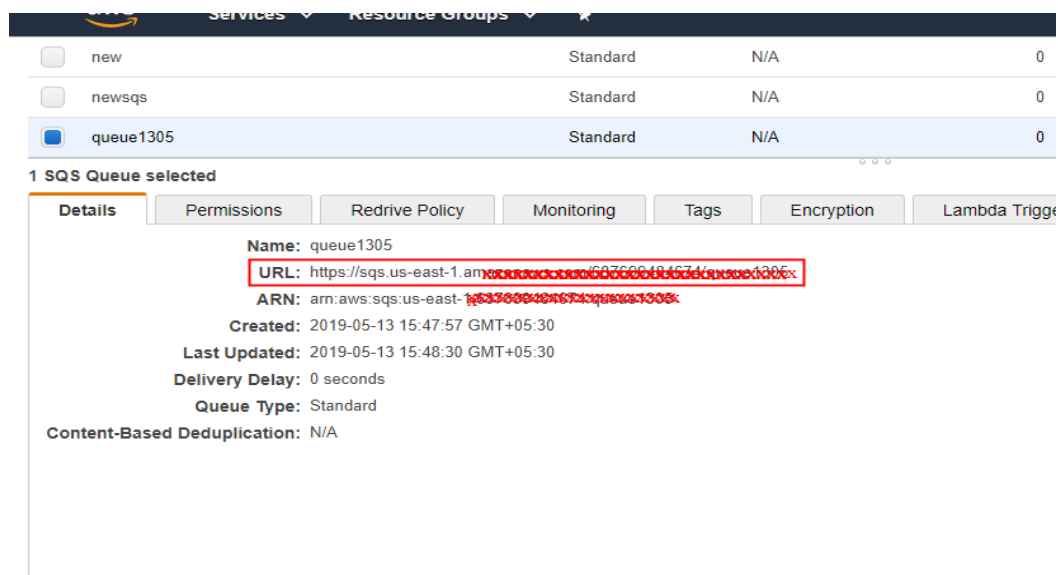 aws Services Resource Groups
new Standard N/A 0
newsqs Standard N/A 0
queue1305 Standard N/A 0
1 SQS Queue selected
Details Permissions Redrive Policy Monitoring Tags Encryption Lambda Trigge
Name: queue1305
URL: https://sqs.us-east-1.am
ARN: arn:aws:sqs:us-east-1
Created: 2019-05-13 15:47:57 GMT+05:30
Last Updated: 2019-05-13 15:48:30 GMT+05:30
Delivery Delay: 0 seconds
Queue Type: Standard
Content-Based Deduplication: N/A